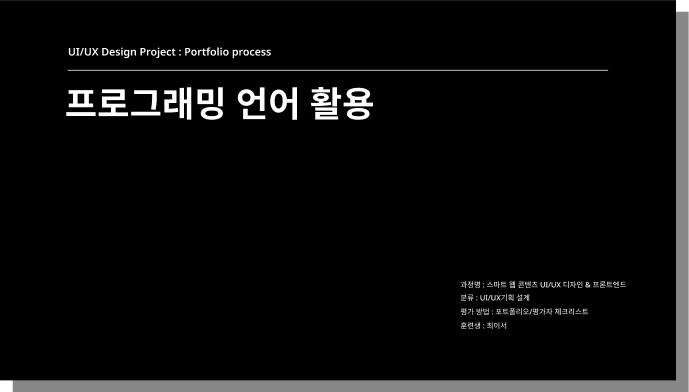 UI/UX Design Project : Portfolio process
프로그래밍 언어 활용
과정명 : 스마트 웹 콘텐츠 UI/UX 디자인 & 프론트엔드
분류 : UI/UX기획 설계
평가 방법 : 포트폴리오/평가자 체크리스트
훈련생 : 최이서